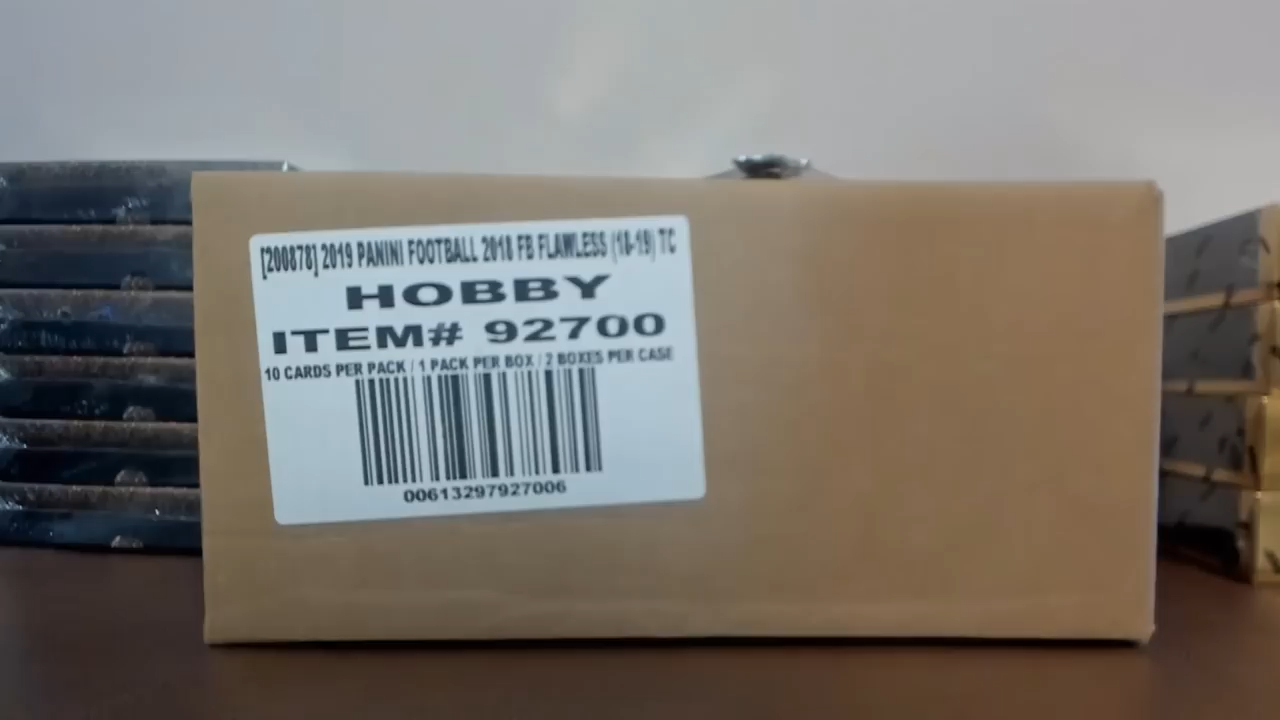 [200878] 2019 PANINI FOOTBALL 2018 FB FLAWLESS (18-19) TC
HOBBY
ITEM# 92700
10 CARDS PER PACK / 1 PACK PER BOX / 2 BOXES PER CASE
00613297927006